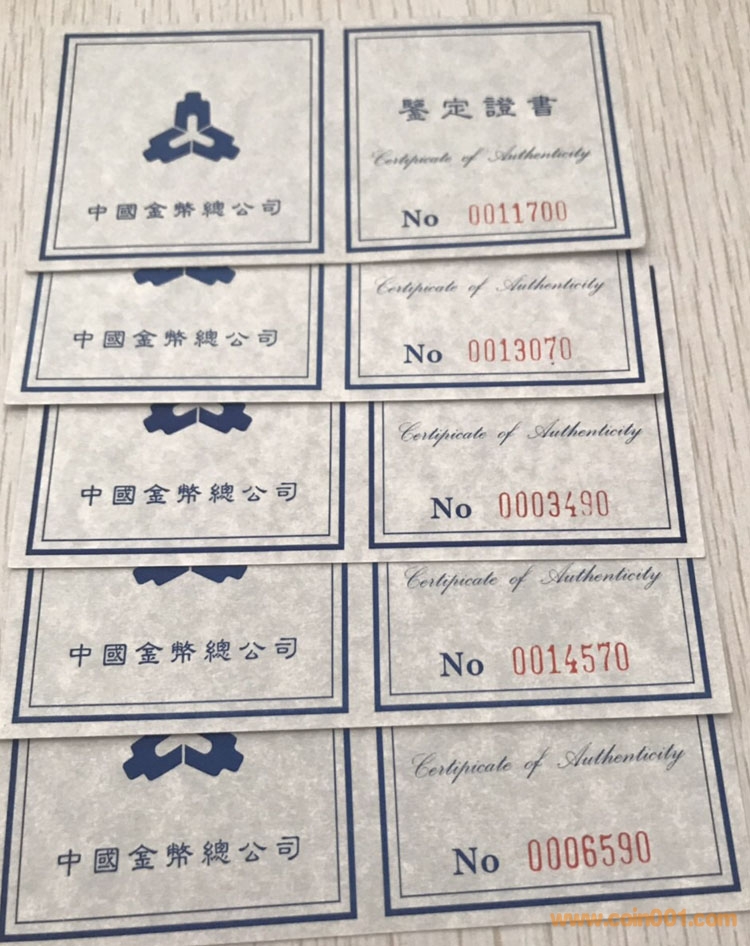 鑒定證書
Certificate of Authenticity
中國金幣總公司
No 0011700
Certificate of Authenticity
中國金幣總公司
No 0013070
Certificate of Authenticity
中國金幣總公司
No 0003490
Certificate of Authenticity
中國金幣總公司
No 0014570
Certificate of Authenticity
中國金幣總公司
No 0006590
www.coin001.com